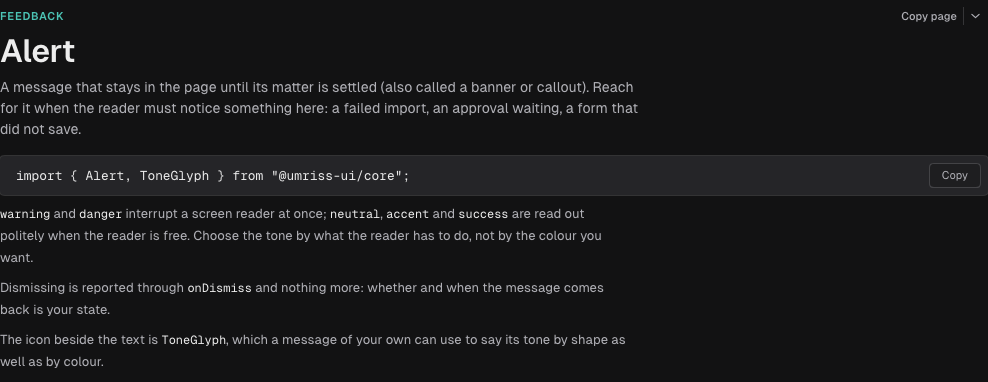 FEEDBACK
Copy page
Alert
A message that stays in the page until its matter is settled (also called a banner or callout). Reach
for it when the reader must notice something here: a failed import, an approval waiting, a form that
did not save.
import { Alert, ToneGlyph } from "@umriss-ui/core";
Copy
warning and danger interrupt a screen reader at once; neutral, accent and success are read out
politely when the reader is free. Choose the tone by what the reader has to do, not by the colour you
want.
Dismissing is reported through onDismiss and nothing more: whether and when the message comes
back is your state.
The icon beside the text is ToneGlyph, which a message of your own can use to say its tone by shape as
well as by colour.